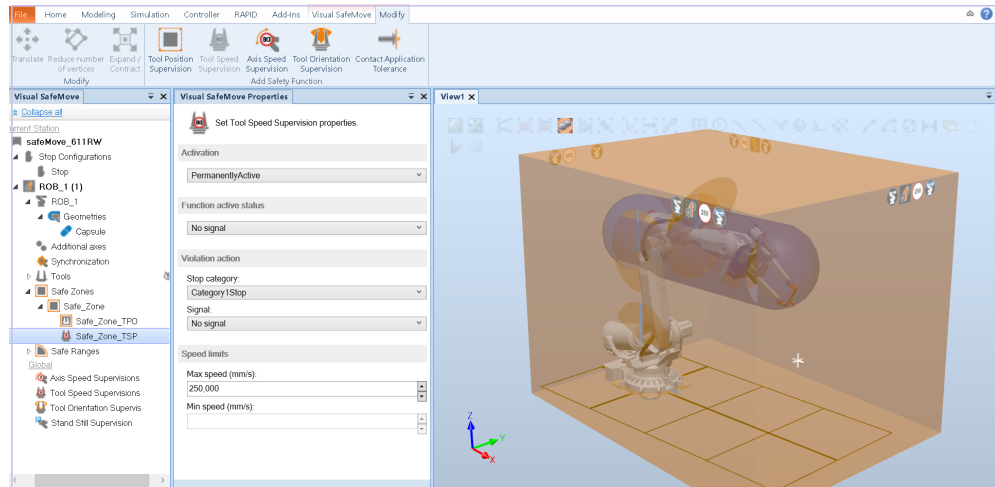 File Home Modeling Simulation Controller RAPID Add-Ins Visual SafeMove Modify
Translate Reduce number Expand / Tool Position Tool Speed Axis Speed Tool Orientation Contact Application
of vertices Contract Supervision Supervision Supervision Supervision Tolerance
Modify Add Safety Function
Visual SafeMove
Collapse all
urrent Station
safeMove_611RW
Stop Configurations
Stop
ROB_1 (1)
ROB_1
Geometries
Capsule
Additional axes
Synchronization
Tools
Safe Zones
Safe_Zone
Safe_Zone_TPO
Safe_Zone_TSP
Safe Ranges
Global
Axis Speed Supervisions
Tool Speed Supervisions
Tool Orientation Supervis
Stand Still Supervision
Visual SafeMove Properties
Set Tool Speed Supervision properties.
Activation
PermanentlyActive
Function active status
No signal
Violation action
Stop category:
Category1Stop
Signal:
No signal
Speed limits
Max speed (mm/s):
250,000
Min speed (mm/s):
View1
250
250
Z
Y
X